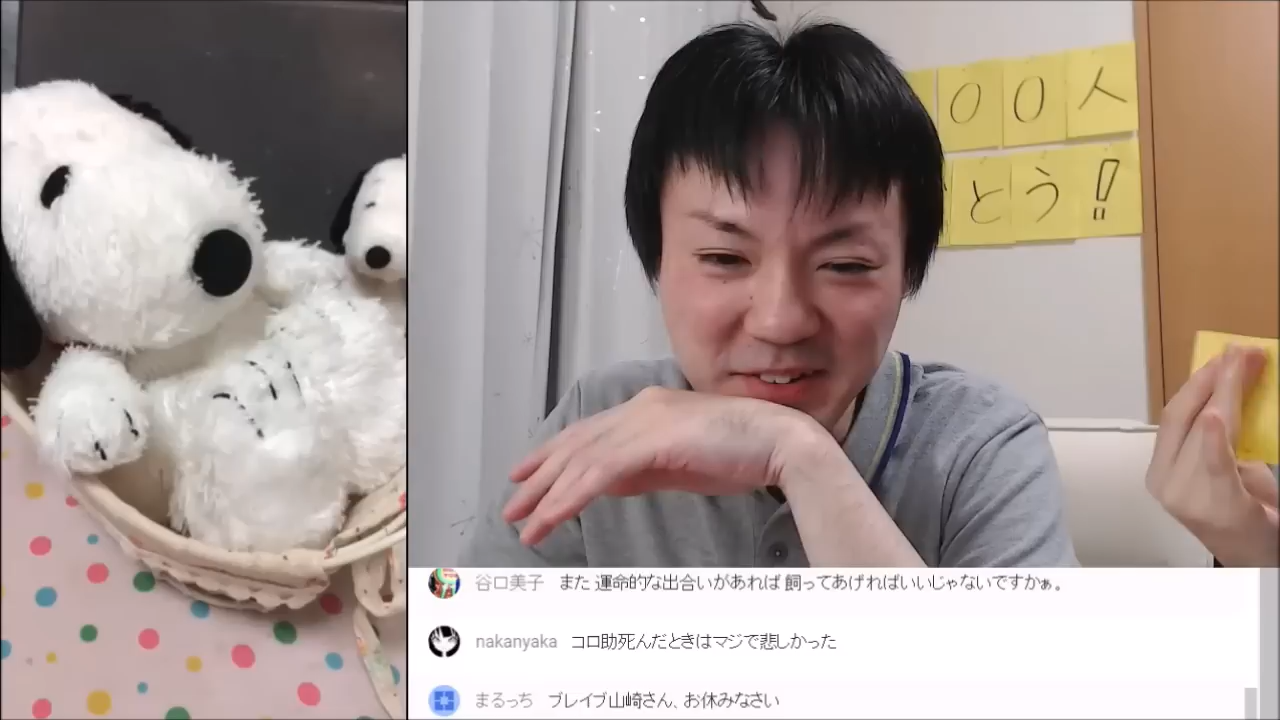 ００人
とう！
谷口美子 また 運命的な出合いがあれば 飼ってあげればいいじゃないですかぁ。
nakanyaka コロ助死んだときはマジで悲しかった
まるっち ブレイブ山崎さん、お休みなさい